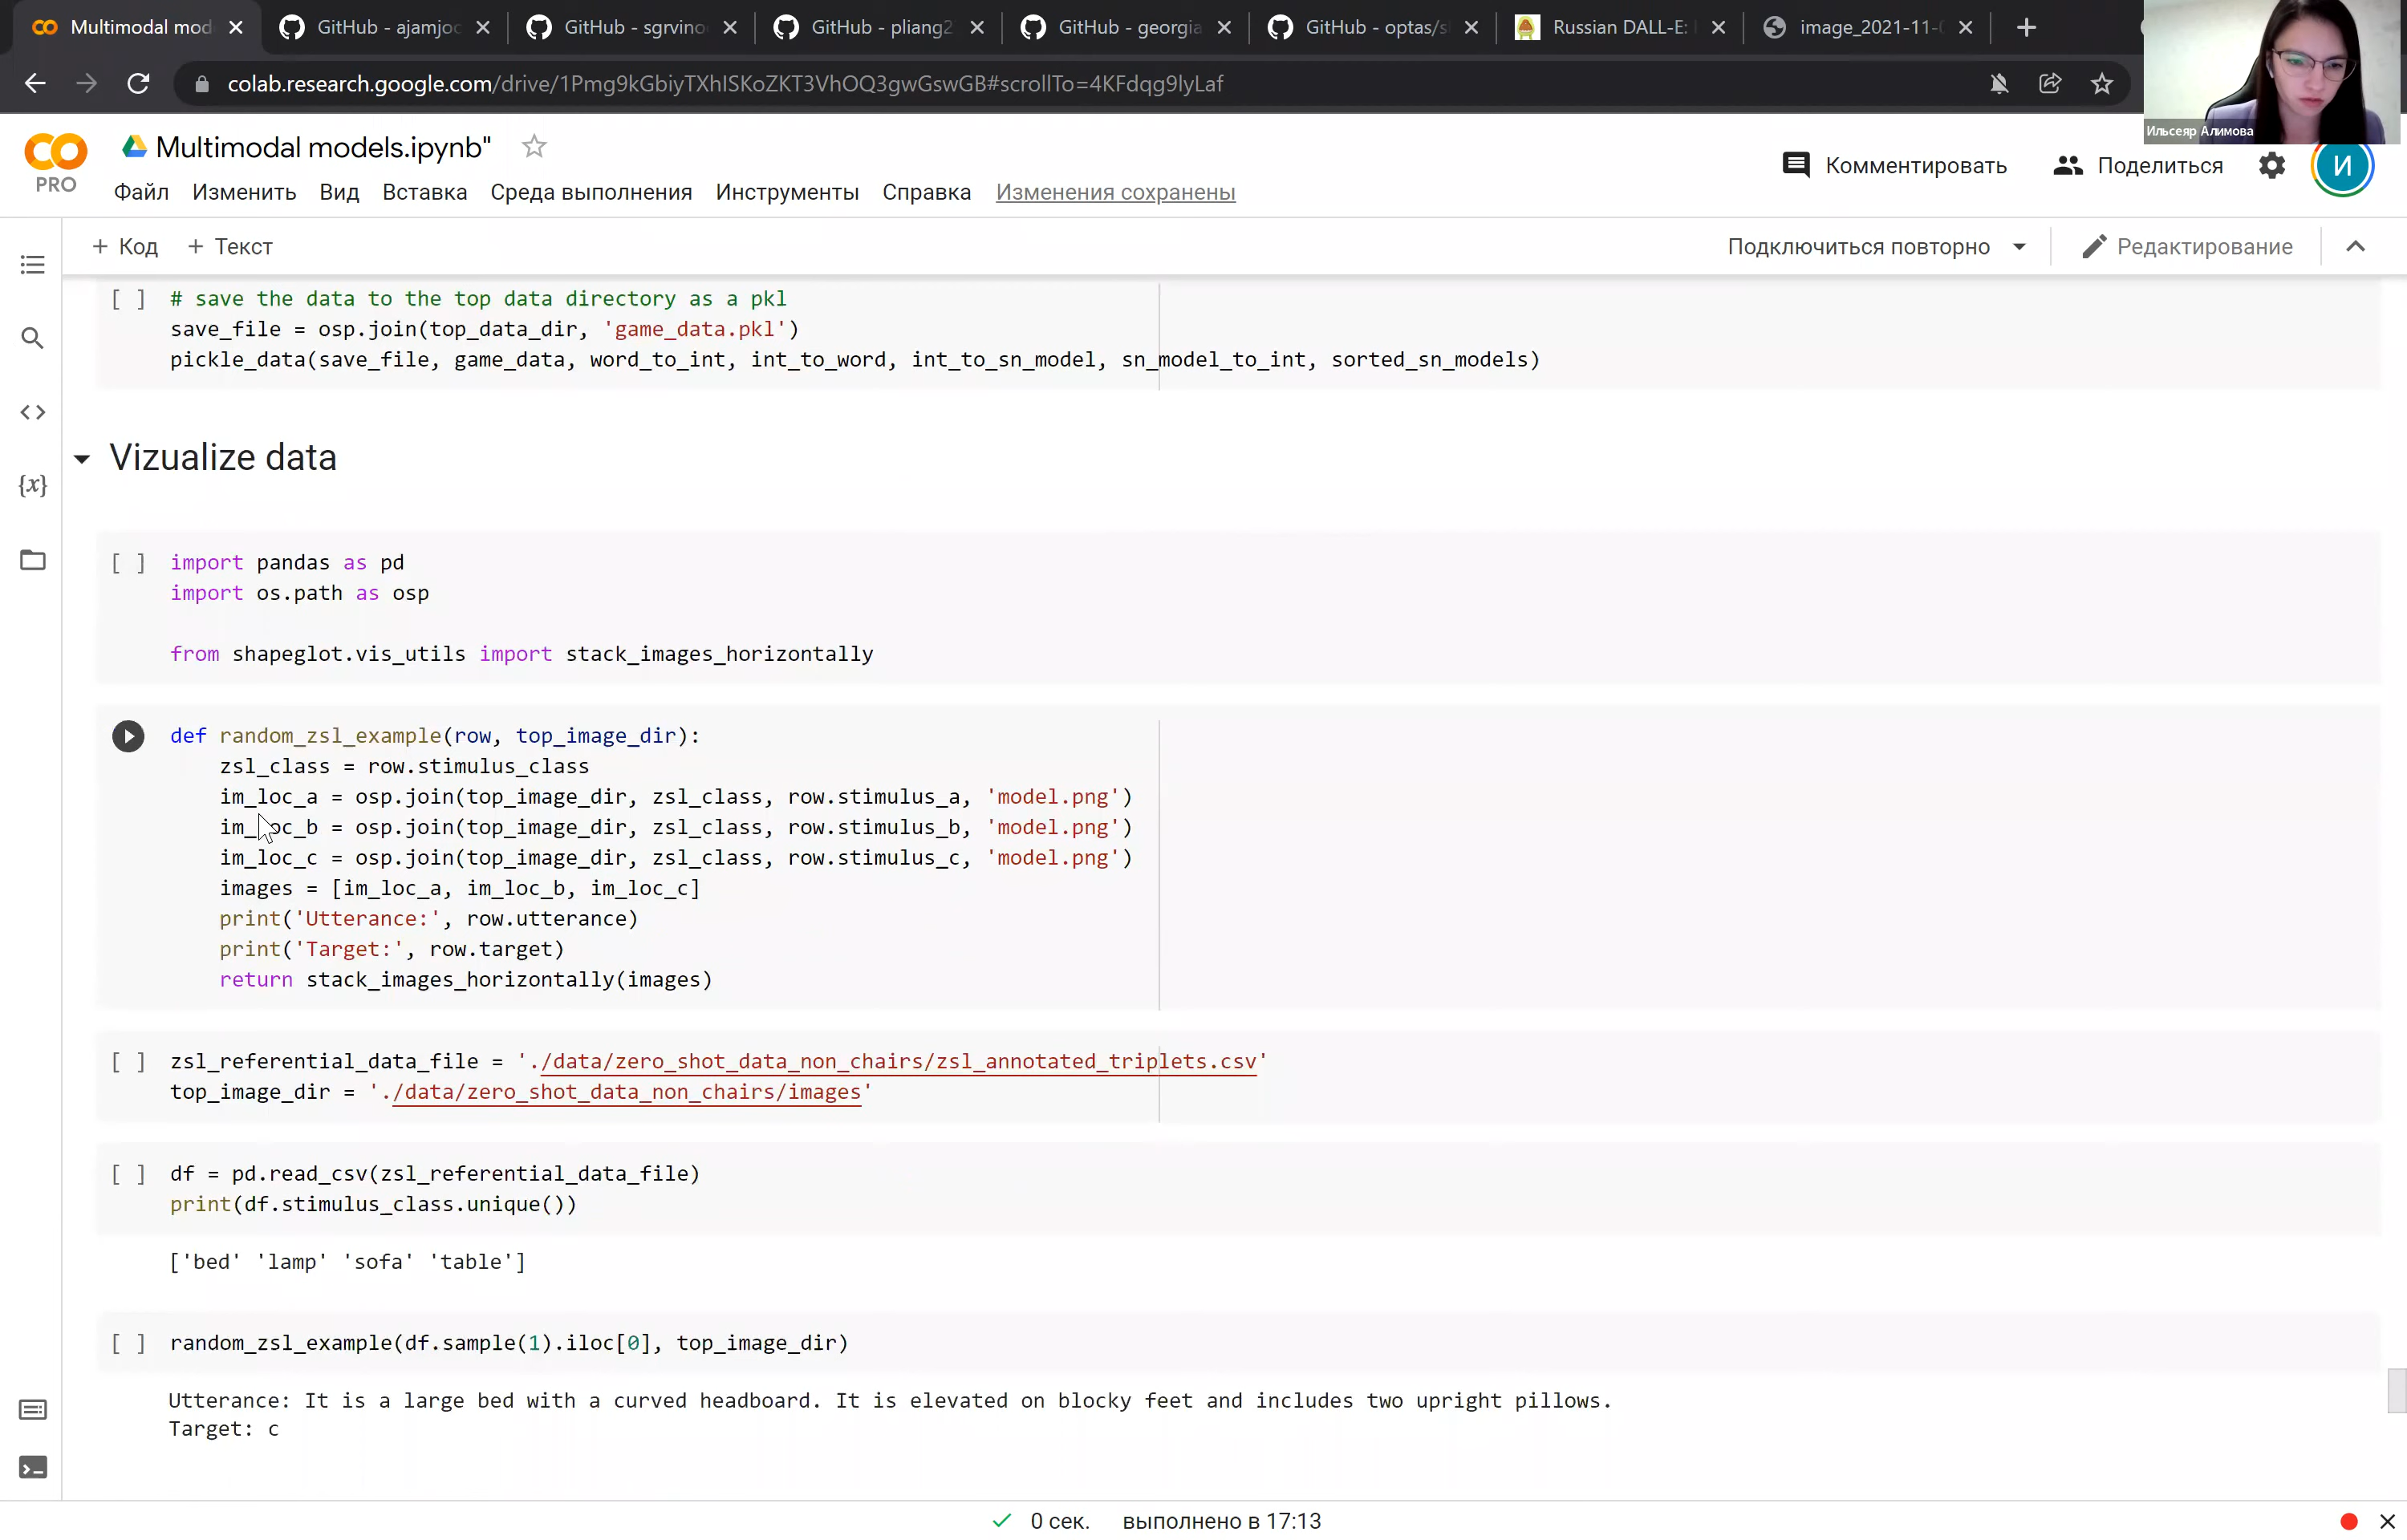 Multimodal mod
GitHub - ajamjoc
GitHub - sgrvino
GitHub - pliang2
GitHub - georgia
GitHub - optas/s
Russian DALL-E:
image_2021-11-
colab.research.google.com/drive/1Pmg9kGbiyTXhISKoZKT3VhOQ3gwGswGB#scrollTo=4KFdqg9lyLaf
Ильсеяр Алимова
PRO
Multimodal models.ipynb"
Комментировать
Поделиться
И
Файл Изменить Вид Вставка Среда выполнения Инструменты Справка Изменения сохранены
+ Код + Текст
Подключиться повторно
Редактирование
[ ] # save the data to the top data directory as a pkl
save_file = osp.join(top_data_dir, 'game_data.pkl')
pickle_data(save_file, game_data, word_to_int, int_to_word, int_to_sn_model, sn_model_to_int, sorted_sn_models)
Vizualize data
{x}
[ ] import pandas as pd
import os.path as osp
from shapeglot.vis_utils import stack_images_horizontally
def random_zsl_example(row, top_image_dir):
zsl_class = row.stimulus_class
im_loc_a = osp.join(top_image_dir, zsl_class, row.stimulus_a, 'model.png')
im_loc_b = osp.join(top_image_dir, zsl_class, row.stimulus_b, 'model.png')
im_loc_c = osp.join(top_image_dir, zsl_class, row.stimulus_c, 'model.png')
images = [im_loc_a, im_loc_b, im_loc_c]
print('Utterance:', row.utterance)
print('Target:', row.target)
return stack_images_horizontally(images)
[ ] zsl_referential_data_file = './data/zero_shot_data_non_chairs/zsl_annotated_triplets.csv'
top_image_dir = './data/zero_shot_data_non_chairs/images'
[ ] df = pd.read_csv(zsl_referential_data_file)
print(df.stimulus_class.unique())
['bed' 'lamp' 'sofa' 'table']
[ ] random_zsl_example(df.sample(1).iloc[0], top_image_dir)
Utterance: It is a large bed with a curved headboard. It is elevated on blocky feet and includes two upright pillows.
Target: c
0 сек. выполнено в 17:13